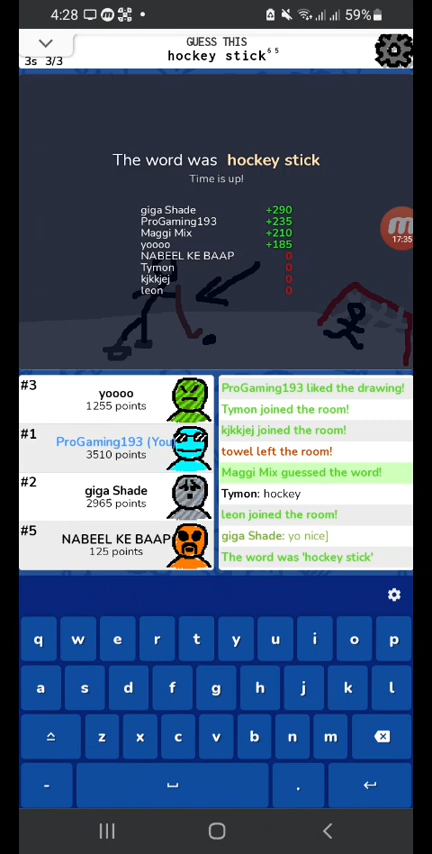 4:28 59%
GUESS THIS
hockey stick⁶ ⁵
3s 3/3
The word was hockey stick
Time is up!
giga Shade +290
ProGaming193 +235
Maggi Mix +210
yoooo +185
NABEEL KE BAAP 0
Tymon 0
kjkkjej 0
leon 0
17:35
#3 yoooo
1255 points
#1 ProGaming193 (You
3510 points
#2 giga Shade
2965 points
#5 NABEEL KE BAAP
125 points
ProGaming193 liked the drawing!
Tymon joined the room!
kjkkjej joined the room!
towel left the room!
Maggi Mix guessed the word!
Tymon: hockey
leon joined the room!
giga Shade: yo nice]
The word was 'hockey stick'
q w e r t y u i o p
a s d f g h j k l
z x c v b n m
- .